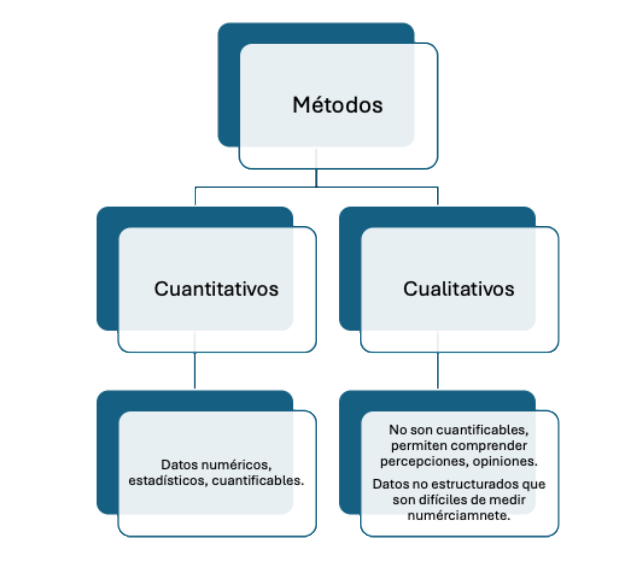 Métodos
Cuantitativos
Cualitativos
Datos numéricos,
estadísticos, cuantificables.
No son cuantificables,
permiten comprender
percepciones, opiniones.
Datos no estructurados que
son difíciles de medir
numérciamnete.